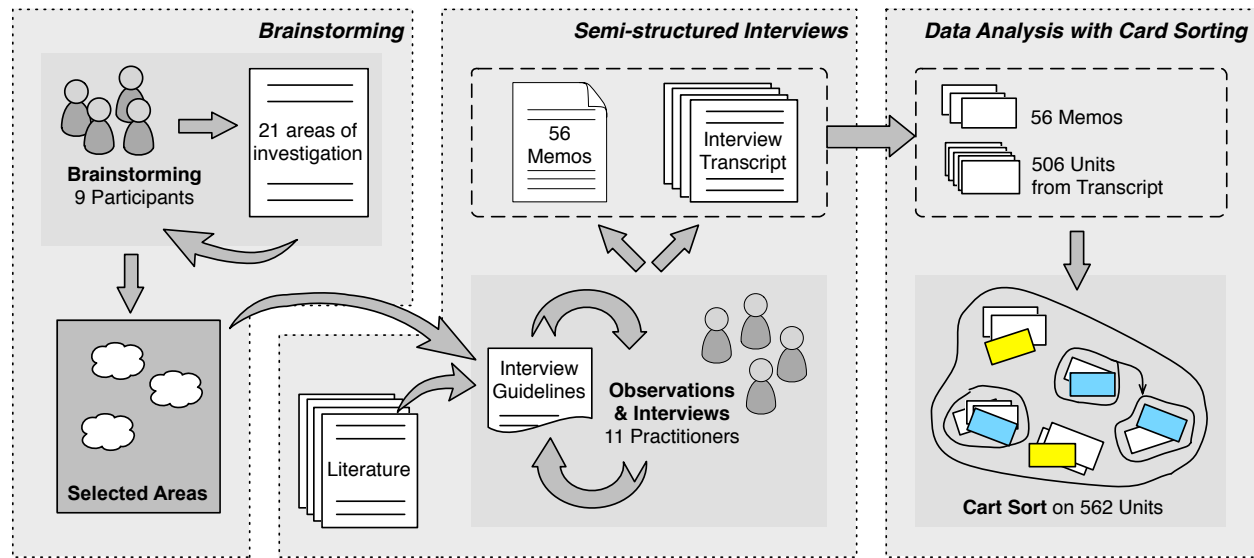 Brainstorming
21 areas of
investigation
Brainstorming
9 Participants
Selected Areas
Semi-structured Interviews
56
Memos
Interview
Transcript
Interview
Guidelines
Literature
Observations
& Interviews
11 Practitioners
Data Analysis with Card Sorting
56 Memos
506 Units
from Transcript
Cart Sort on 562 Units